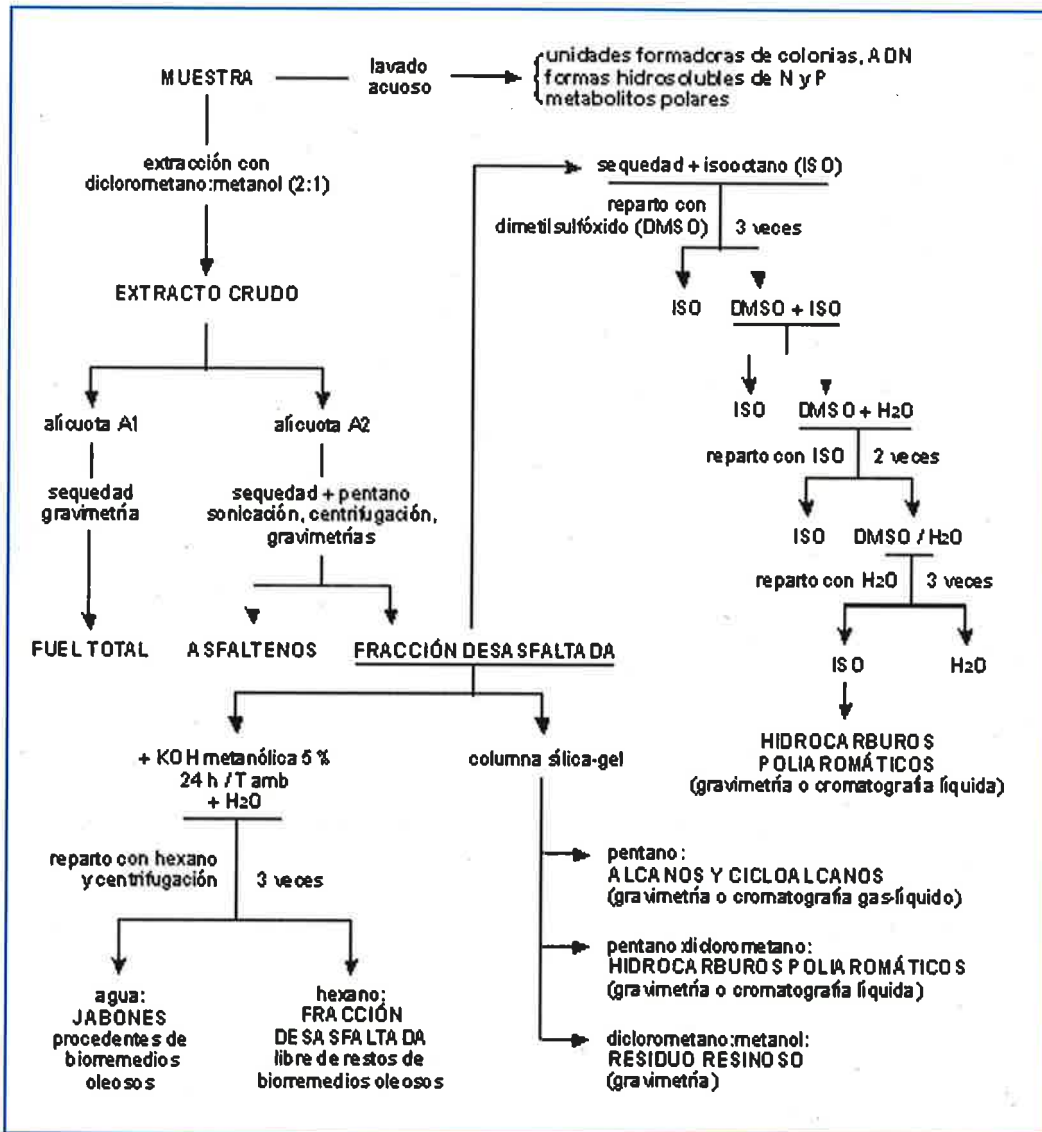 MUESTRA
lavado
acuoso
unidades formadoras de colonias, ADN
formas hidrosolubles de N y P
metabolitos polares
extracción con
diclorometano:metanol (2:1)
EXTRACTO CRUDO
alícuota A1
alícuota A2
sequedad
gravimetría
sequedad + pentano
sonicación, centrifugación,
gravimetrías
FUEL TOTAL
ASFALTENOS
FRACCIÓN DESASFALTADA
sequedad + isooctano (ISO)
reparto con
dimetilsulfóxido (DMSO)
3 veces
ISO
DMSO + ISO
ISO
DMSO + H2O
reparto con ISO
2 veces
ISO
DMSO / H2O
reparto con H2O
3 veces
ISO
H2O
HIDROCARBUROS
POLIAROMÁTICOS
(gravimetría o cromatografía líquida)
+ KOH metanólica 5 %
24 h / T amb
+ H2O
reparto con hexano
y centrifugación
3 veces
agua:
JABONES
procedentes de
biorremedios
oleosos
hexano:
FRACCIÓN
DESASFALTADA
libre de restos de
biorremedios oleosos
columna sílica-gel
pentano:
ALCANOS Y CICLOALCANOS
(gravimetría o cromatografía gas-líquido)
pentano:diclorometano:
HIDROCARBUROS POLIAROMÁTICOS
(gravimetría o cromatografía líquida)
diclorometano:metanol:
RESIDUO RESINOSO
(gravimetría)